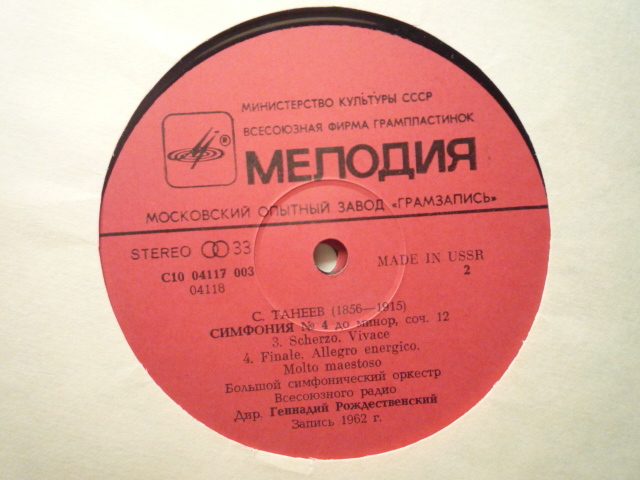 МИНИСТЕРСТВО КУЛЬТУРЫ СССР
ВСЕСОЮЗНАЯ ФИРМА ГРАМПЛАСТИНОК
® МЕЛОДИЯ
МОСКОВСКИЙ ОПЫТНЫЙ ЗАВОД «ГРАМЗАПИСЬ»
STEREO 33
MADE IN USSR
С10 04117 003
2
04118
С. ТАНЕЕВ (1856—1915)
СИМФОНИЯ № 4 до минор, соч. 12
3. Scherzo. Vivace
4. Finale. Allegro energico.
Molto maestoso
Большой симфонический оркестр
Всесоюзного радио
Дир. Геннадий Рождественский
Запись 1962 г.